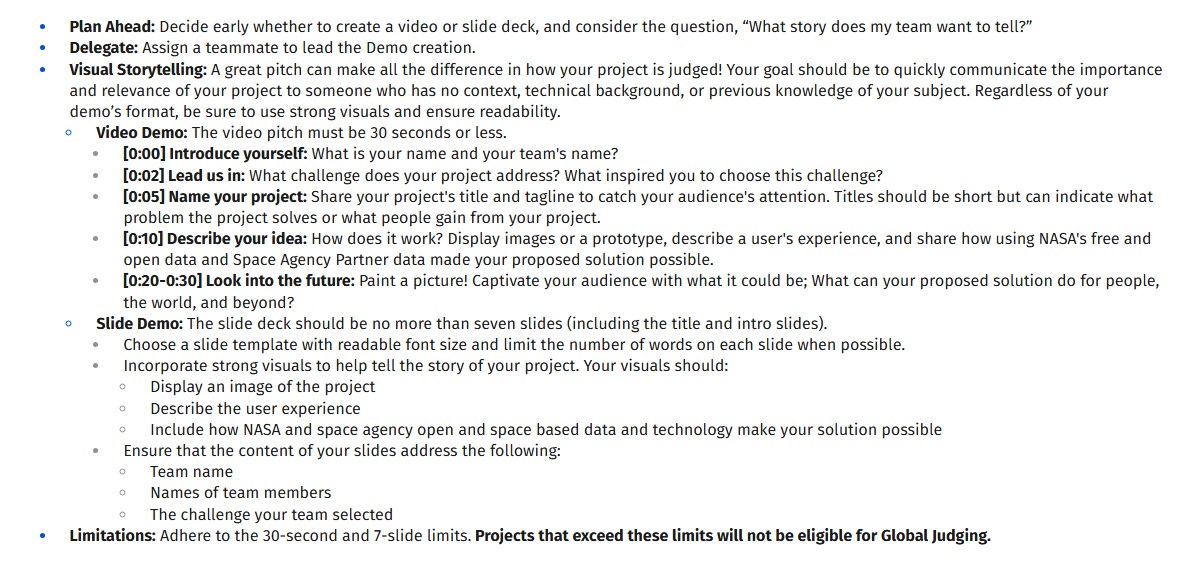 • Plan Ahead: Decide early whether to create a video or slide deck, and consider the question, “What story does my team want to tell?”
• Delegate: Assign a teammate to lead the Demo creation.
• Visual Storytelling: A great pitch can make all the difference in how your project is judged! Your goal should be to quickly communicate the importance
and relevance of your project to someone who has no context, technical background, or previous knowledge of your subject. Regardless of your
demo’s format, be sure to use strong visuals and ensure readability.
◦ Video Demo: The video pitch must be 30 seconds or less.
▪ [0:00] Introduce yourself: What is your name and your team's name?
▪ [0:02] Lead us in: What challenge does your project address? What inspired you to choose this challenge?
▪ [0:05] Name your project: Share your project's title and tagline to catch your audience's attention. Titles should be short but can indicate what
problem the project solves or what people gain from your project.
▪ [0:10] Describe your idea: How does it work? Display images or a prototype, describe a user's experience, and share how using NASA's free and
open data and Space Agency Partner data made your proposed solution possible.
▪ [0:20-0:30] Look into the future: Paint a picture! Captivate your audience with what it could be; What can your proposed solution do for people,
the world, and beyond?
◦ Slide Demo: The slide deck should be no more than seven slides (including the title and intro slides).
▪ Choose a slide template with readable font size and limit the number of words on each slide when possible.
▪ Incorporate strong visuals to help tell the story of your project. Your visuals should:
◦ Display an image of the project
◦ Describe the user experience
◦ Include how NASA and space agency open and space based data and technology make your solution possible
▪ Ensure that the content of your slides address the following:
◦ Team name
◦ Names of team members
◦ The challenge your team selected
• Limitations: Adhere to the 30-second and 7-slide limits. Projects that exceed these limits will not be eligible for Global Judging.